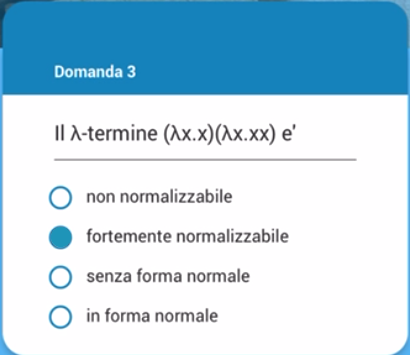 Domanda 3
Il λ-termine (λx.x)(λx.xx) e'
non normalizzabile
fortemente normalizzabile
senza forma normale
in forma normale